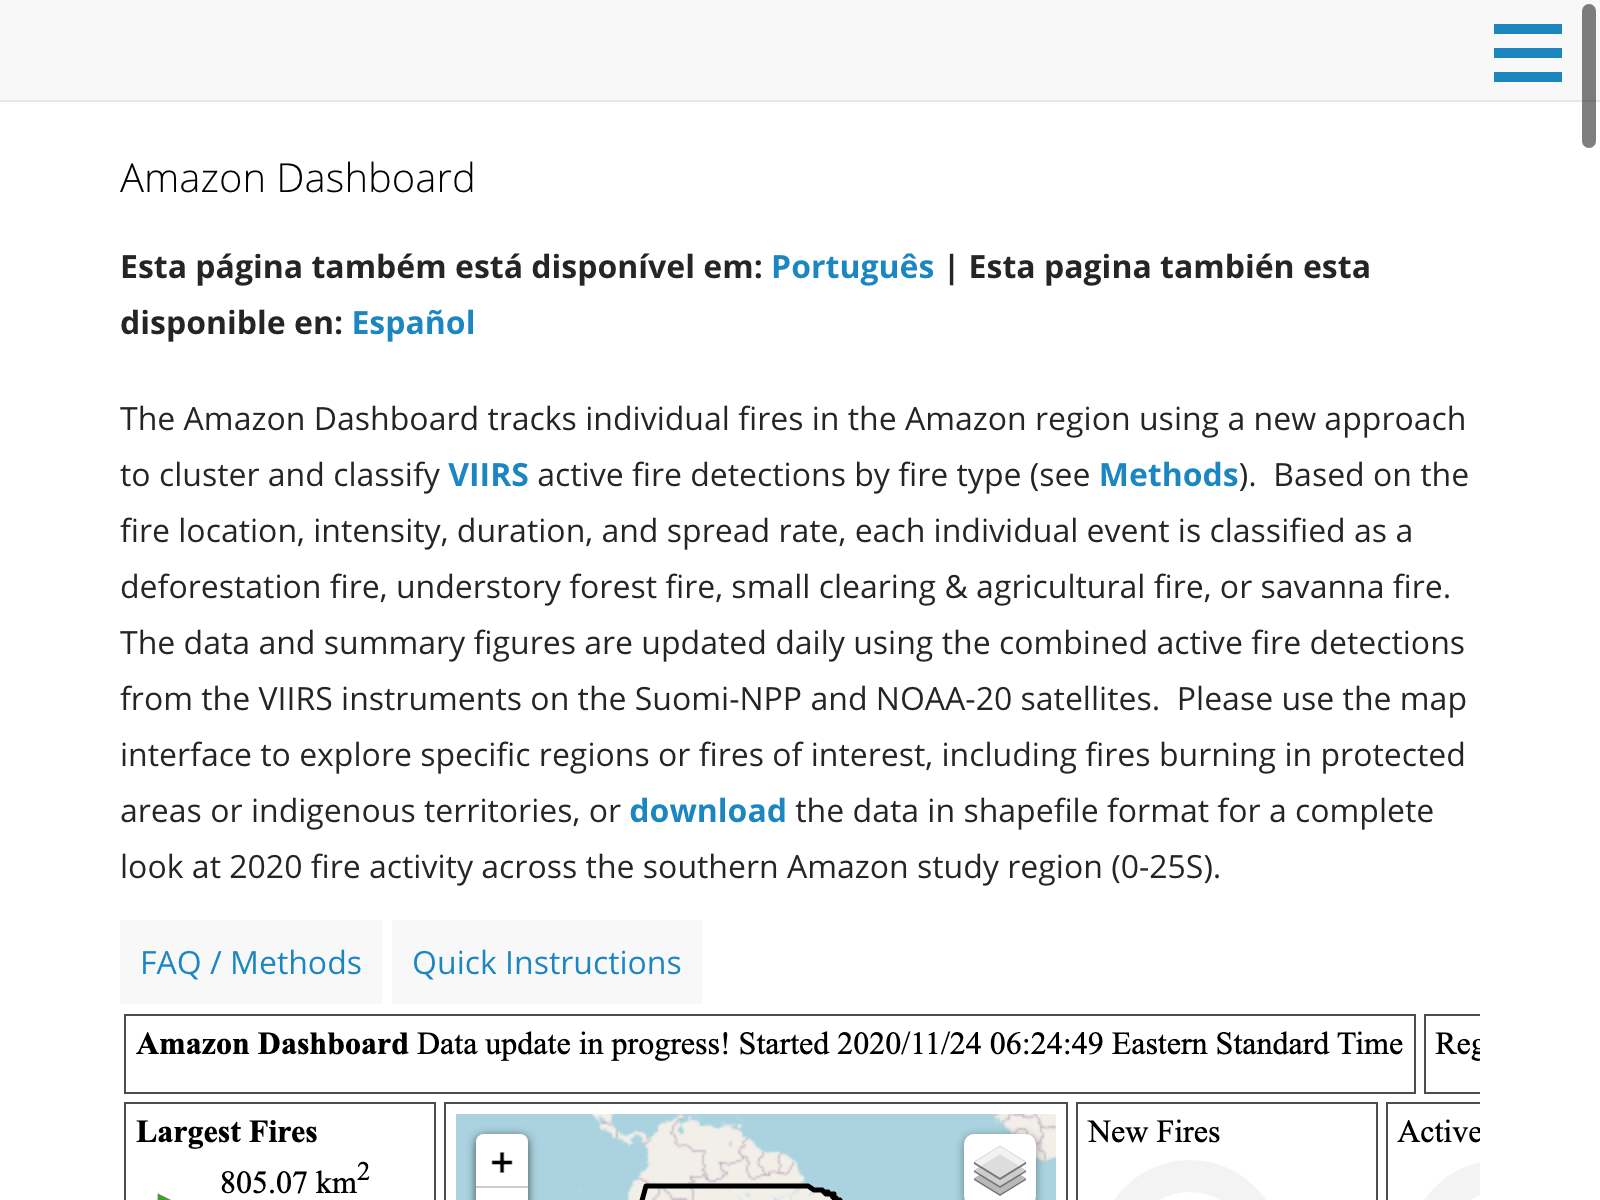 Amazon Dashboard
Esta página também está disponível em: Português | Esta pagina también esta
disponible en: Español
The Amazon Dashboard tracks individual fires in the Amazon region using a new approach
to cluster and classify VIIRS active fire detections by fire type (see Methods).  Based on the
fire location, intensity, duration, and spread rate, each individual event is classified as a
deforestation fire, understory forest fire, small clearing & agricultural fire, or savanna fire.
The data and summary figures are updated daily using the combined active fire detections
from the VIIRS instruments on the Suomi-NPP and NOAA-20 satellites.  Please use the map
interface to explore specific regions or fires of interest, including fires burning in protected
areas or indigenous territories, or download the data in shapefile format for a complete
look at 2020 fire activity across the southern Amazon study region (0-25S).
FAQ / Methods Quick Instructions
Amazon Dashboard Data update in progress! Started 2020/11/24 06:24:49 Eastern Standard Time
Largest Fires
805.07 km²
+
New Fires
Active